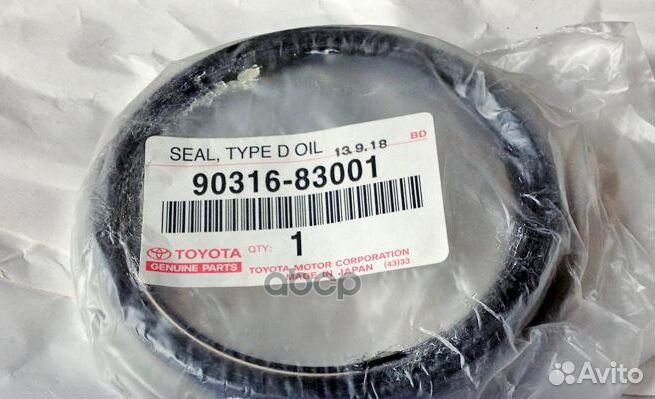 SEAL, TYPE D OIL 13.9.18 BD
90316-83001
TOYOTA QTY: 1
GENUINE PARTS TOYOTA MOTOR CORPORATION
MADE IN JAPAN (43)33
abcp
Avito